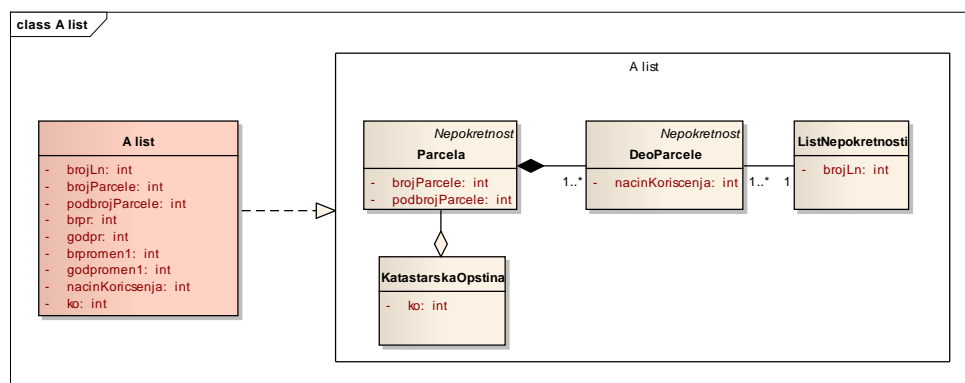 class A list
A list
- brojLn: int
- brojParcele: int
- podbrojParcele: int
- brpr: int
- godpr: int
- brpromen1: int
- godpromen1: int
- nacinKoricsenja: int
- ko: int
A list
Nepokretnost
Parcela
- brojParcele: int
- podbrojParcele: int
1..*
Nepokretnost
DeoParcele
- nacinKoriscenja: int
1..*
1
ListNepokretnosti
- brojLn: int
KatastarskaOpstina
- ko: int